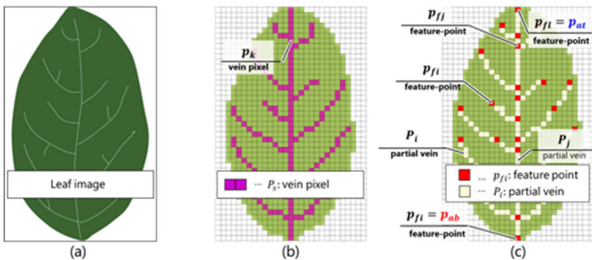 Leaf image
(a)
p_k
vein pixel
... P_k: vein pixel
(b)
p_fj
feature-point
p_ft = p_at
feature-point
p_fi
feature-point
P_i
partial vein
P_j
partial vein
... p_fi: feature point
... P_i: partial vein
p_fi = p_ab
feature-point
(c)